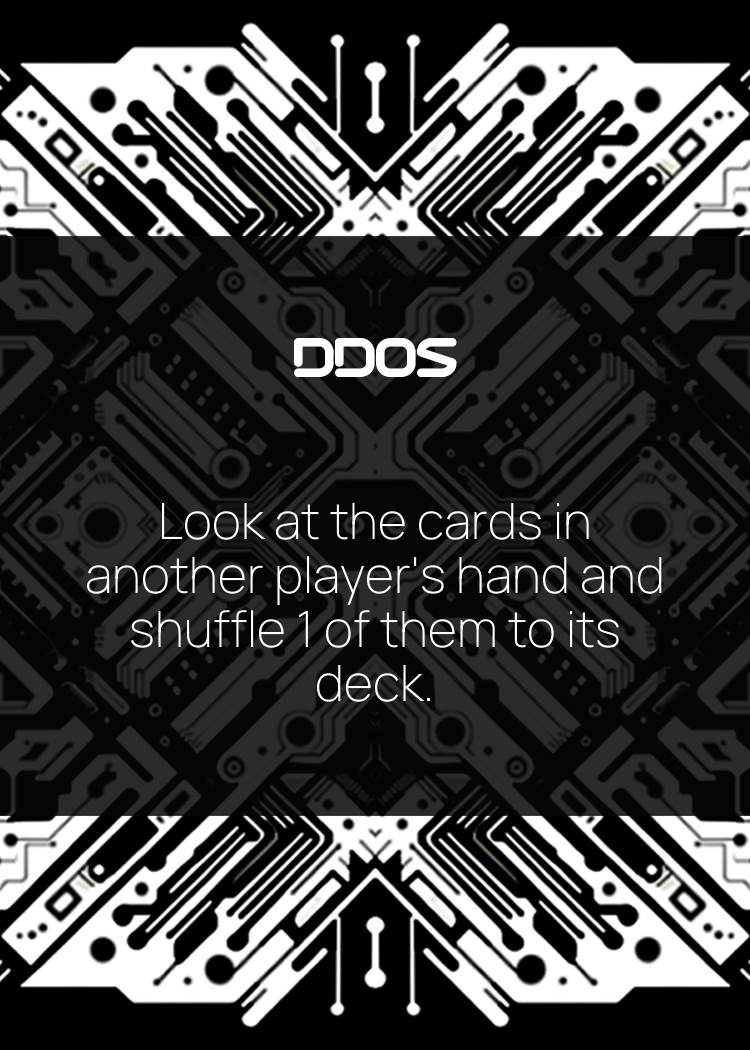 DDOS
Look at the cards in
another player's hand and
shuffle 1 of them to its
deck.